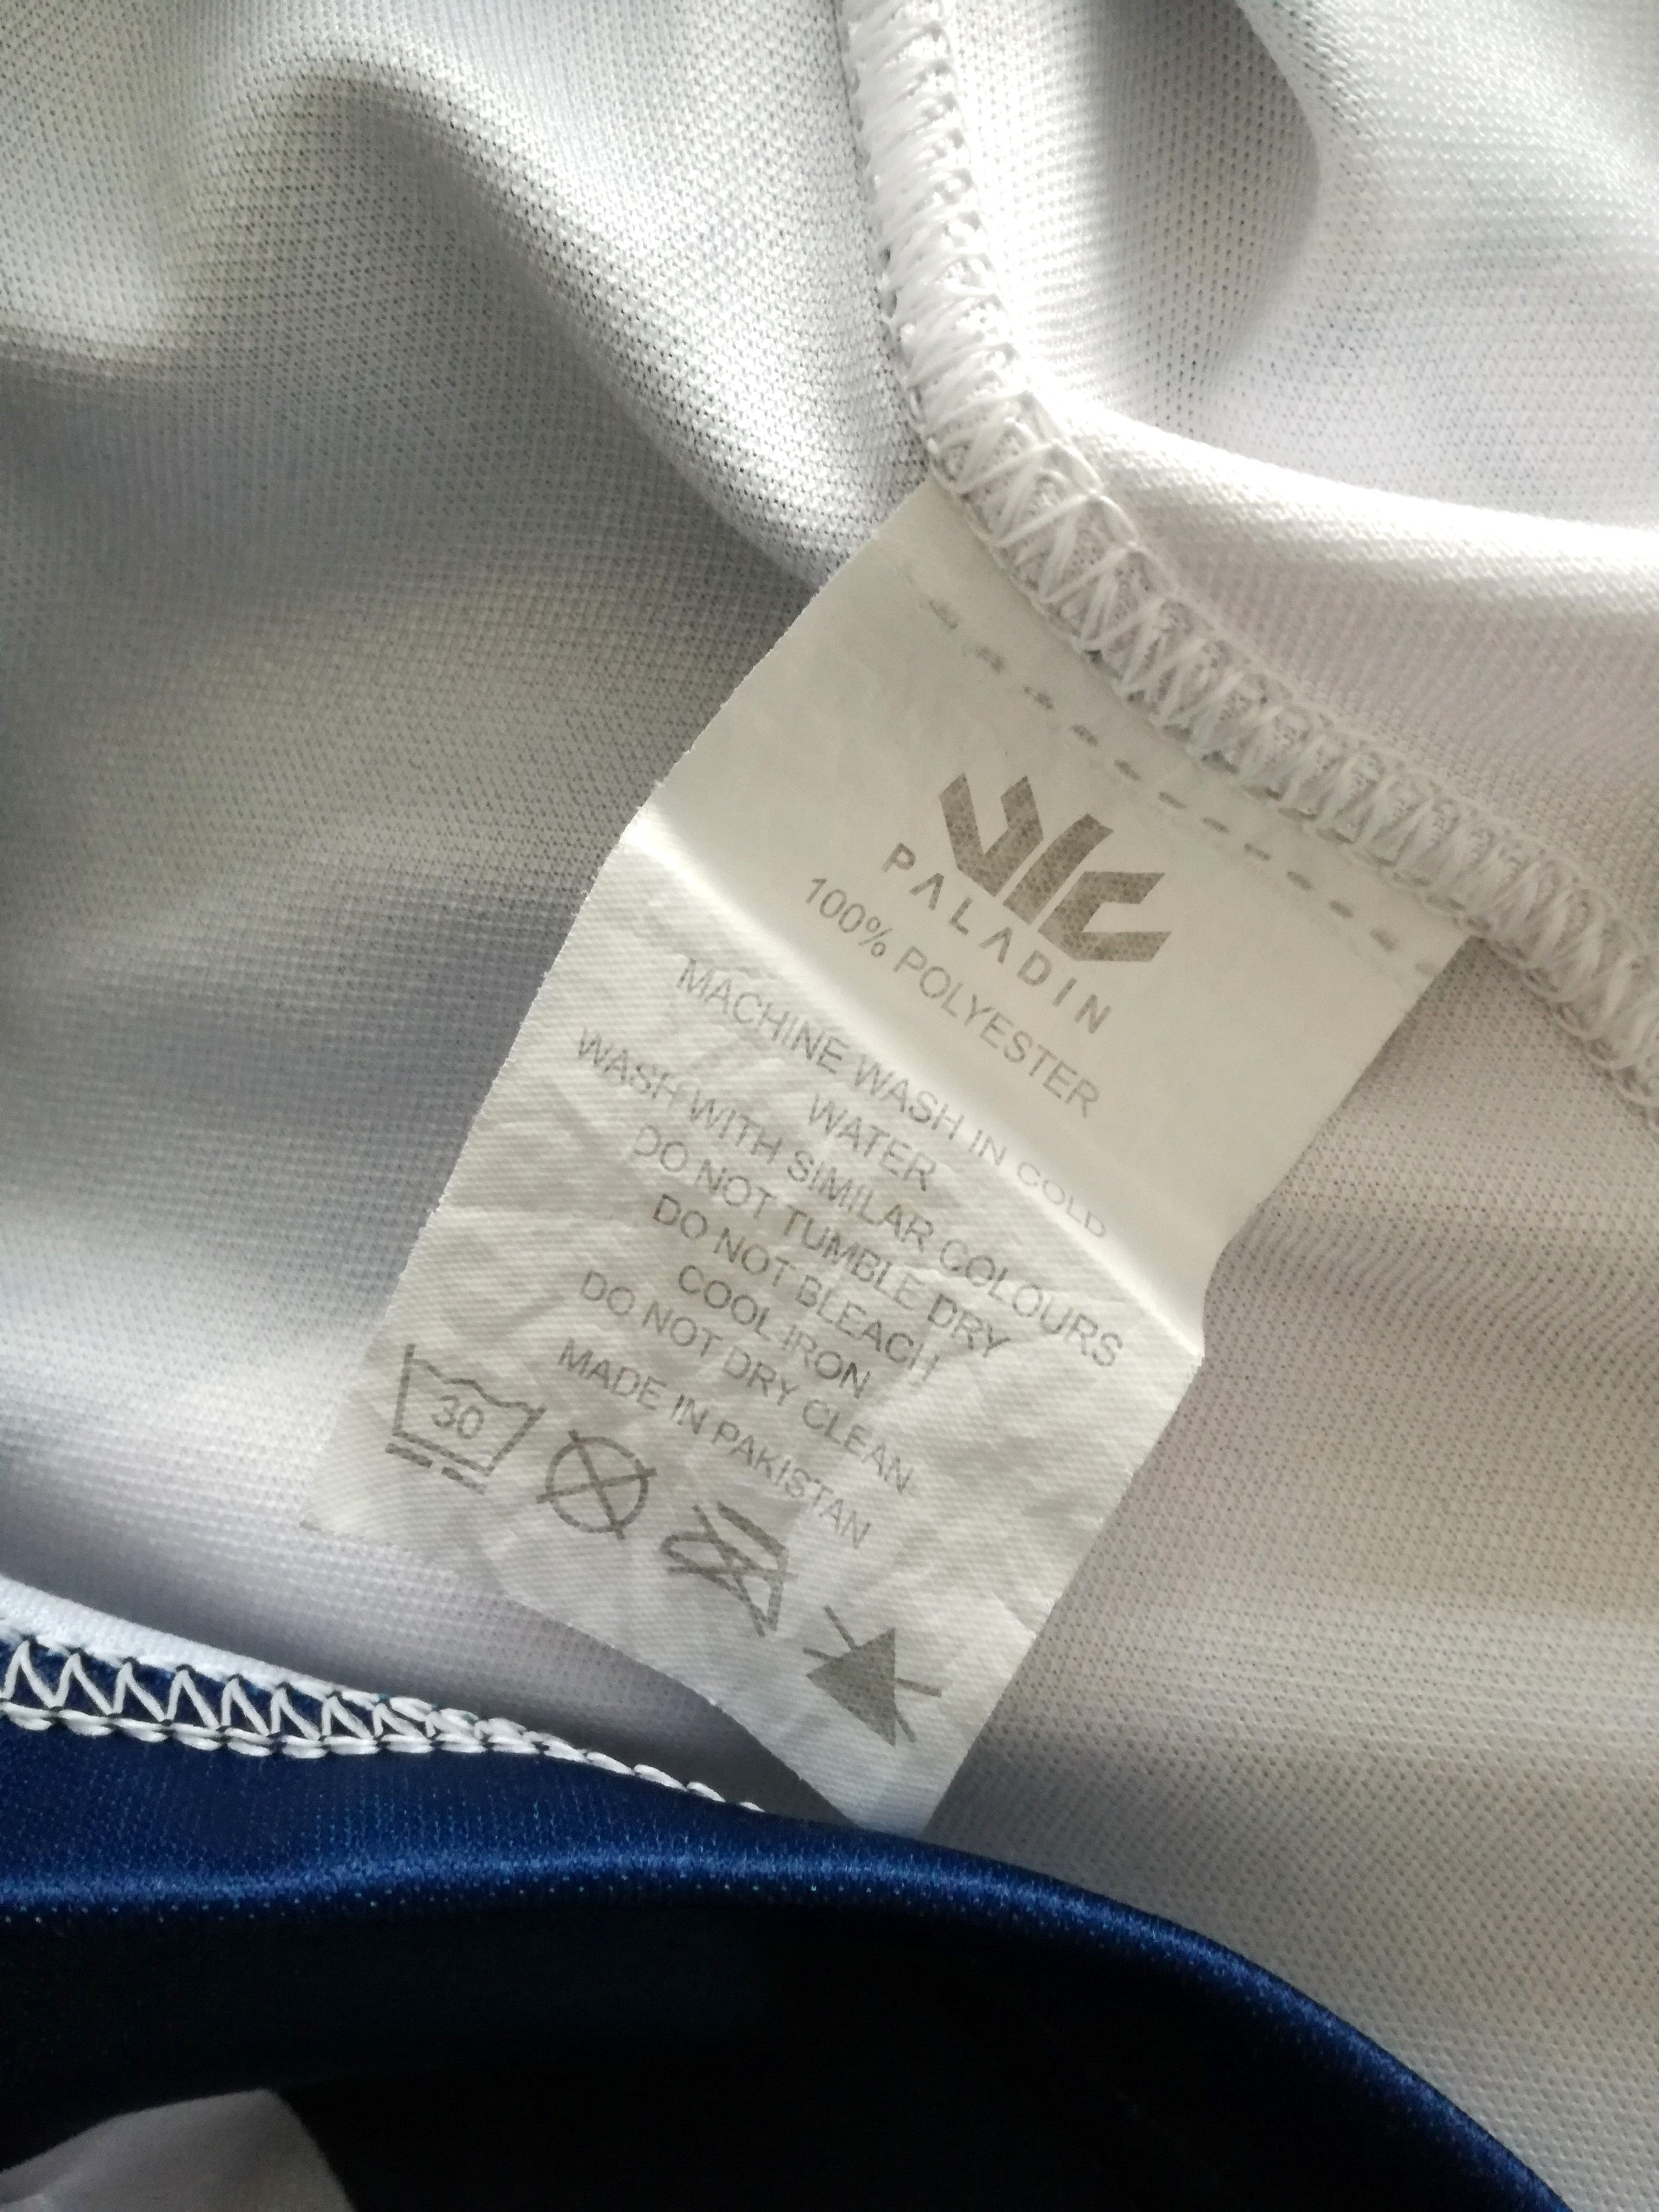 PALADIN
100% POLYESTER
MACHINE WASH IN COLD
WATER
WASH WITH SIMILAR COLOURS
DO NOT TUMBLE DRY
DO NOT BLEACH
COOL IRON
DO NOT DRY CLEAN
MADE IN PAKISTAN
30